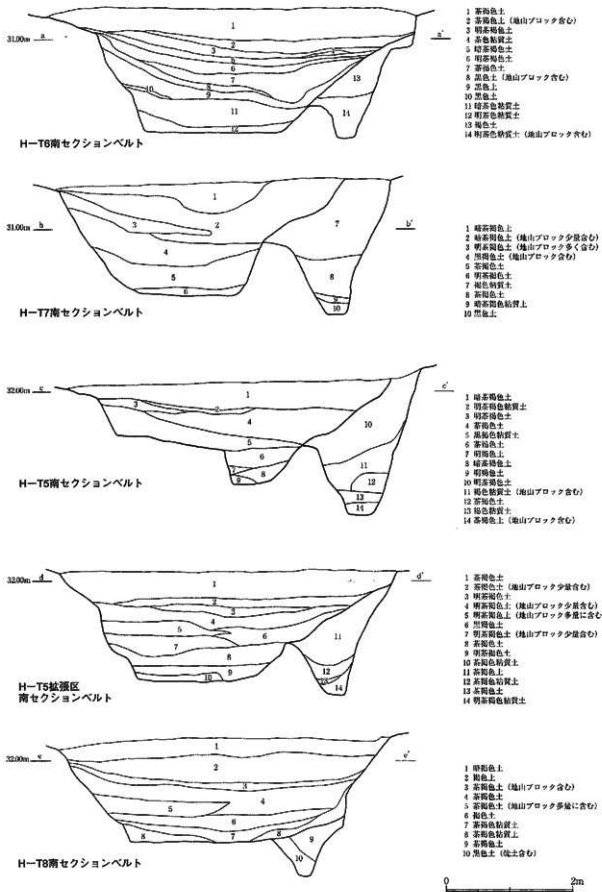 31.00m
a
a'
1 茶褐色土
2 茶褐色土(地山ブロック含む)
3 明茶褐色土
4 茶色粘質土
5 暗茶褐色土
6 明茶褐色土
7 茶褐色土
8 黒色土(地山ブロック含む)
9 黒色土
10 黒色土
11 暗茶色粘質土
12 明茶色粘質土
13 褐色土
14 明茶色粘質土(地山ブロック含む)
H-T6南セクションベルト
31.00m
b
b'
1 暗茶褐色土
2 暗茶褐色土(地山ブロック少量含む)
3 明茶褐色土(地山ブロック多く含む)
4 黒褐色土(地山ブロック含む)
5 茶褐色土
6 明茶褐色土
7 褐色粘質土
8 茶褐色土
9 暗茶褐色粘質土
10 黒色土
H-T7南セクションベルト
32.00m
c
c'
1 暗茶褐色土
2 明茶褐色粘質土
3 明茶褐色土
4 茶褐色土
5 黒褐色粘質土
6 茶褐色土
7 明褐色土
8 暗茶褐色土
9 明褐色土
10 明茶褐色土
11 褐色粘質土(地山ブロック含む)
12 茶褐色土
13 褐色粘質土
14 茶褐色土(地山ブロック含む)
H-T5南セクションベルト
32.00m
d
d'
1 茶褐色土
2 茶褐色土(地山ブロック少量含む)
3 明茶褐色土
4 明茶褐色土(地山ブロック少量含む)
5 明茶褐色土(地山ブロック多量に含む)
6 黒褐色土
7 明茶褐色土(地山ブロック少量含む)
8 茶褐色土
9 明茶褐色土
10 茶褐色粘質土
11 茶褐色土
12 茶褐色粘質土
13 茶褐色土
14 明茶褐色粘質土
H-T5拡張区
南セクションベルト
32.00m
e
e'
1 暗褐色土
2 褐色土
3 茶褐色土(地山ブロック含む)
4 茶褐色土
5 茶褐色土(地山ブロック多量に含む)
6 褐色土
7 茶褐色粘質土
8 茶褐色粘質土
9 茶褐色土
10 黒色土(焼土含む)
H-T8南セクションベルト
0
2m